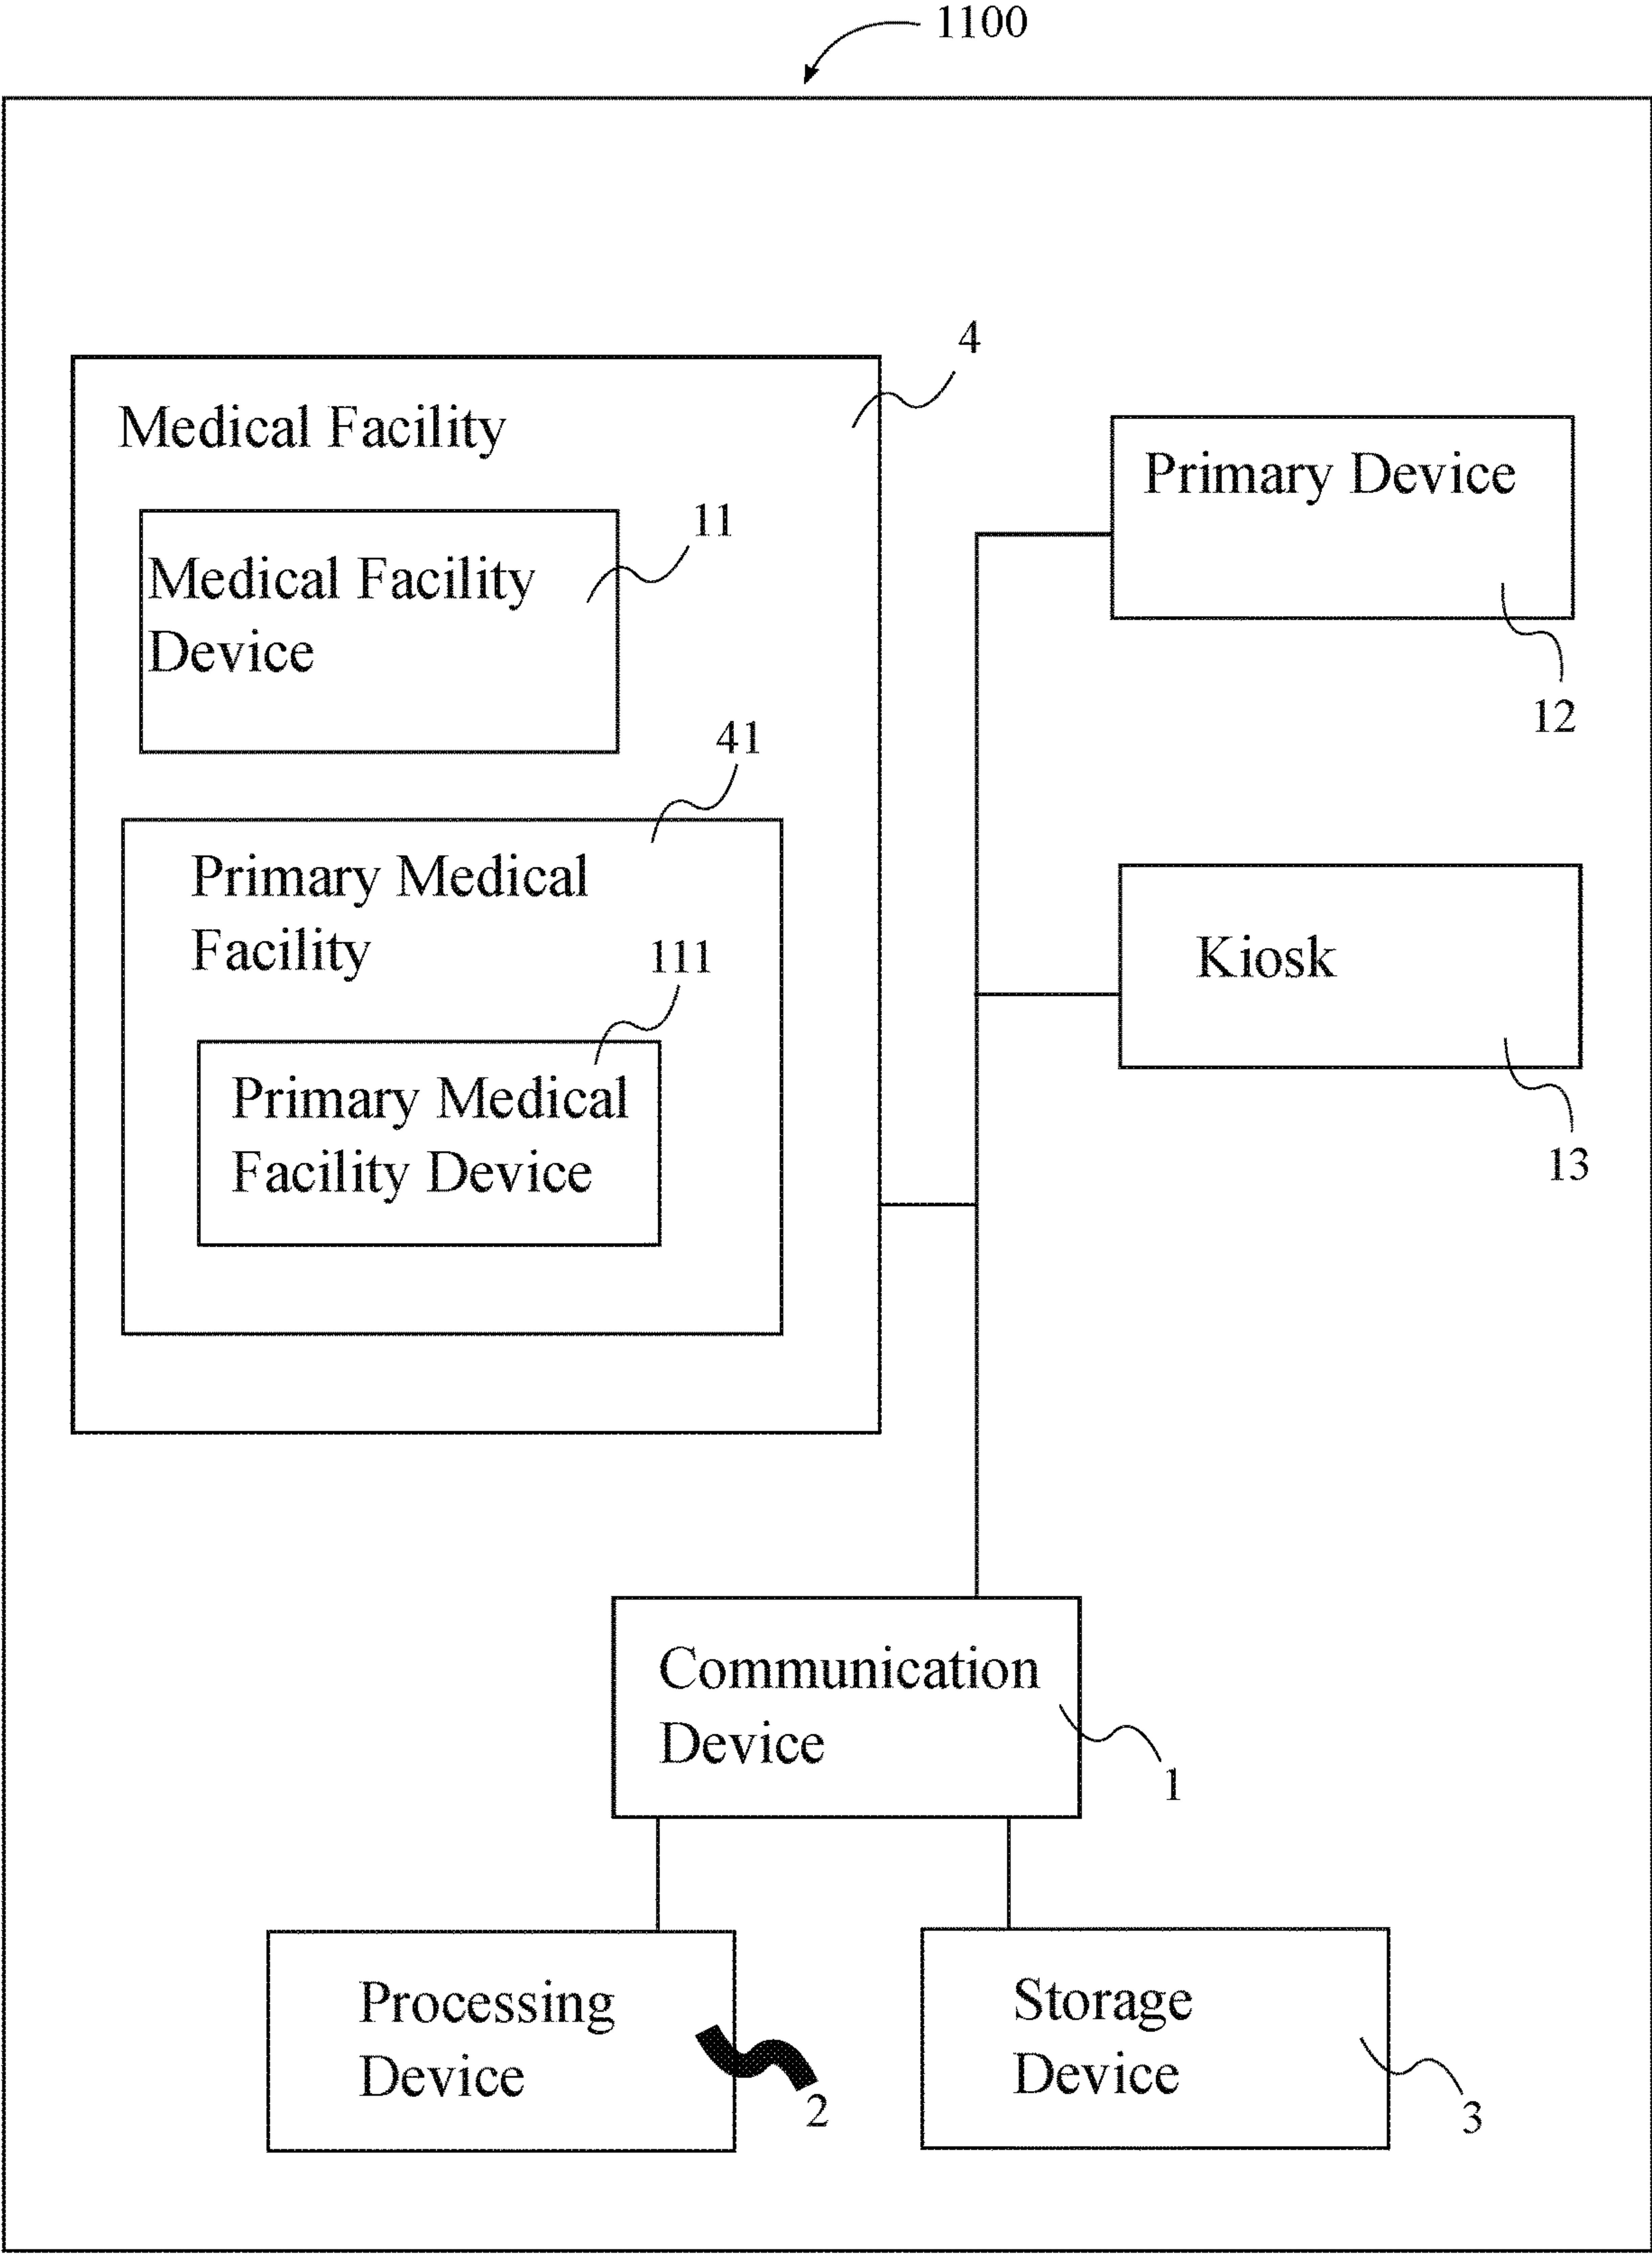 1100
4
Medical Facility
11
Medical Facility
Device
41
Primary Medical
Facility
111
Primary Medical
Facility Device
Primary Device
12
Kiosk
13
Communication
Device
1
Processing
Device
2
Storage
Device
3